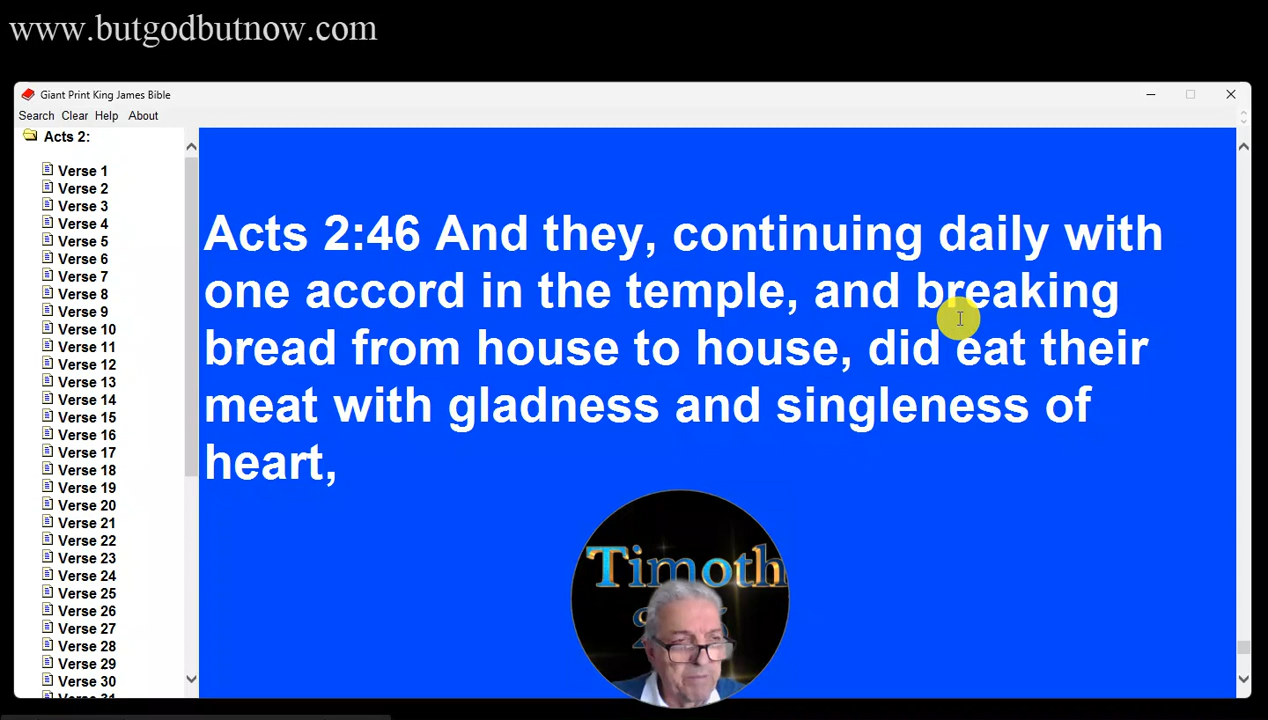 www.butgodbutnow.com
Giant Print King James Bible
Search Clear Help About
Acts 2:
Verse 1
Verse 2
Verse 3
Verse 4
Verse 5
Verse 6
Verse 7
Verse 8
Verse 9
Verse 10
Verse 11
Verse 12
Verse 13
Verse 14
Verse 15
Verse 16
Verse 17
Verse 18
Verse 19
Verse 20
Verse 21
Verse 22
Verse 23
Verse 24
Verse 25
Verse 26
Verse 27
Verse 28
Verse 29
Verse 30
Verse 31
Acts 2:46 And they, continuing daily with
one accord in the temple, and breaking
bread from house to house, did eat their
meat with gladness and singleness of
heart,
Timoth